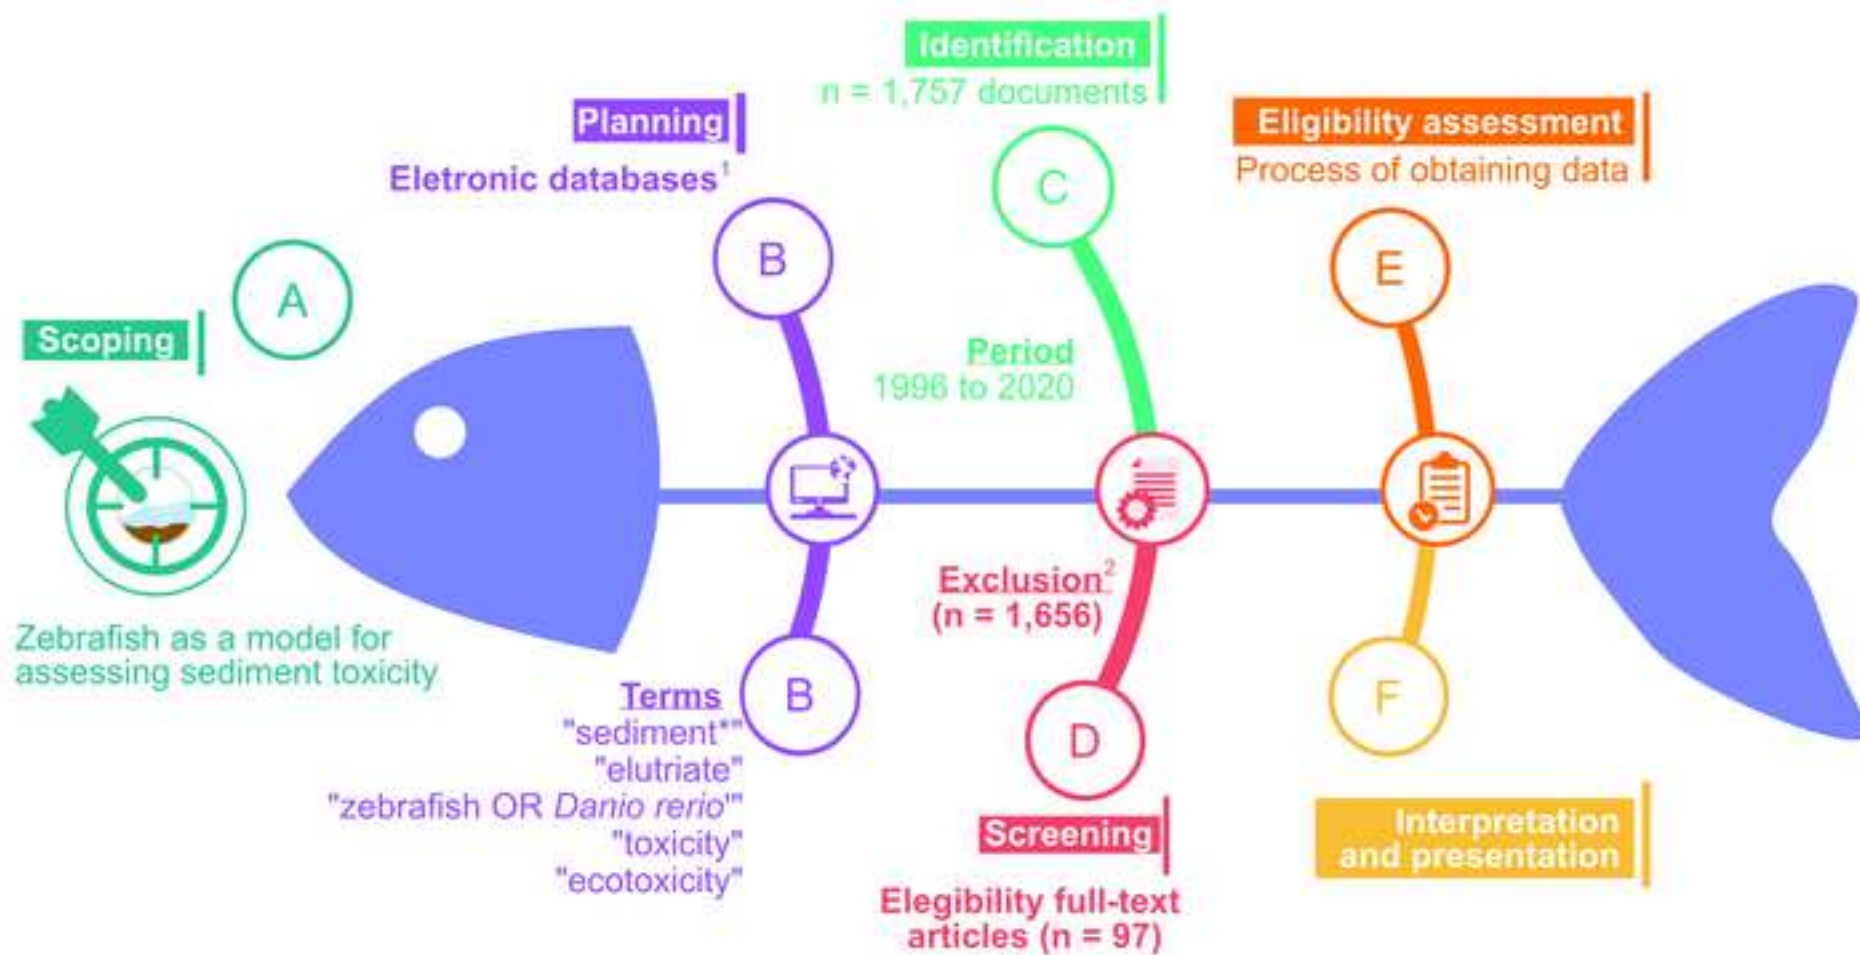 A
Scoping
Zebrafish as a model for
assessing sediment toxicity
Planning
Eletronic databases¹
B
B
Terms
"sediment*"
"elutriate"
"zebrafish OR Danio rerio'"
"toxicity"
"ecotoxicity"
Identification
n = 1,757 documents
C
Period
1996 to 2020
Exclusion²
(n = 1,656)
D
Screening
Elegibility full-text
articles (n = 97)
Eligibility assessment
Process of obtaining data
E
F
Interpretation
and presentation